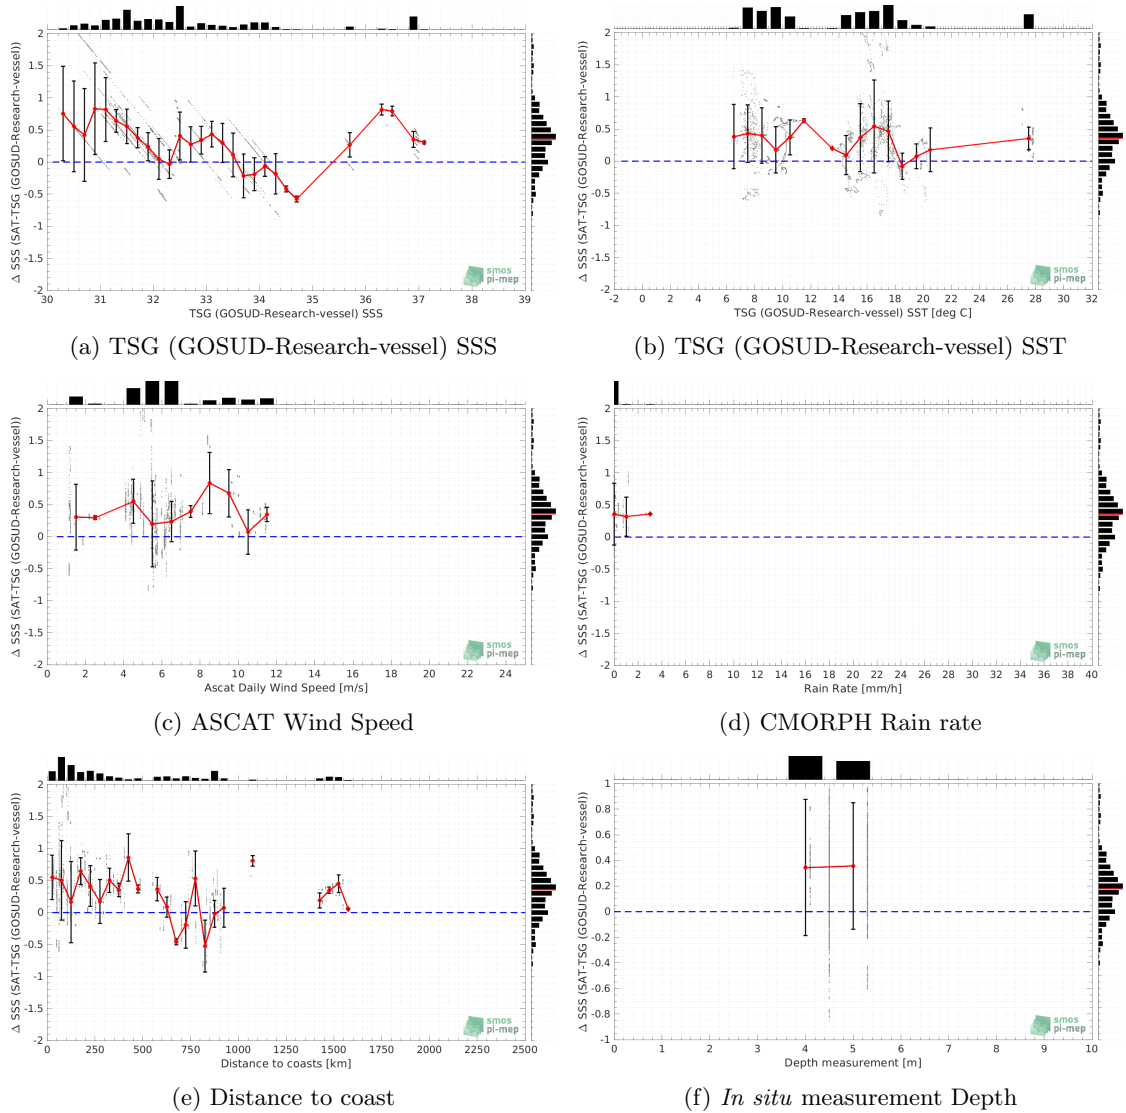 Δ SSS (SAT-TSG (GOSUD-Research-vessel))
2
1.5
1
0.5
0
-0.5
-1
-1.5
-2
smos
pi-mep
30 31 32 33 34 35 36 37 38 39
TSG (GOSUD-Research-vessel) SSS
(a) TSG (GOSUD-Research-vessel) SSS
Δ SSS (SAT-TSG (GOSUD-Research-vessel))
2
1.5
1
0.5
0
-0.5
-1
-1.5
-2
smos
pi-mep
-2 0 2 4 6 8 10 12 14 16 18 20 22 24 26 28 30 32
TSG (GOSUD-Research-vessel) SST [deg C]
(b) TSG (GOSUD-Research-vessel) SST
Δ SSS (SAT-TSG (GOSUD-Research-vessel))
2
1.5
1
0.5
0
-0.5
-1
-1.5
-2
smos
pi-mep
0 2 4 6 8 10 12 14 16 18 20 22 24
Ascat Daily Wind Speed [m/s]
(c) ASCAT Wind Speed
Δ SSS (SAT-TSG (GOSUD-Research-vessel))
2
1.5
1
0.5
0
-0.5
-1
-1.5
-2
smos
pi-mep
0 2 4 6 8 10 12 14 16 18 20 22 24 26 28 30 32 34 36 38 40
Rain Rate [mm/h]
(d) CMORPH Rain rate
Δ SSS (SAT-TSG (GOSUD-Research-vessel))
2
1.5
1
0.5
0
-0.5
-1
-1.5
-2
smos
pi-mep
0 250 500 750 1000 1250 1500 1750 2000 2250 2500
Distance to coasts [km]
(e) Distance to coast
Δ SSS (SAT-TSG (GOSUD-Research-vessel))
1
0.8
0.6
0.4
0.2
0
-0.2
-0.4
-0.6
-0.8
-1
smos
pi-mep
0 1 2 3 4 5 6 7 8 9 10
Depth measurement [m]
(f) In situ measurement Depth